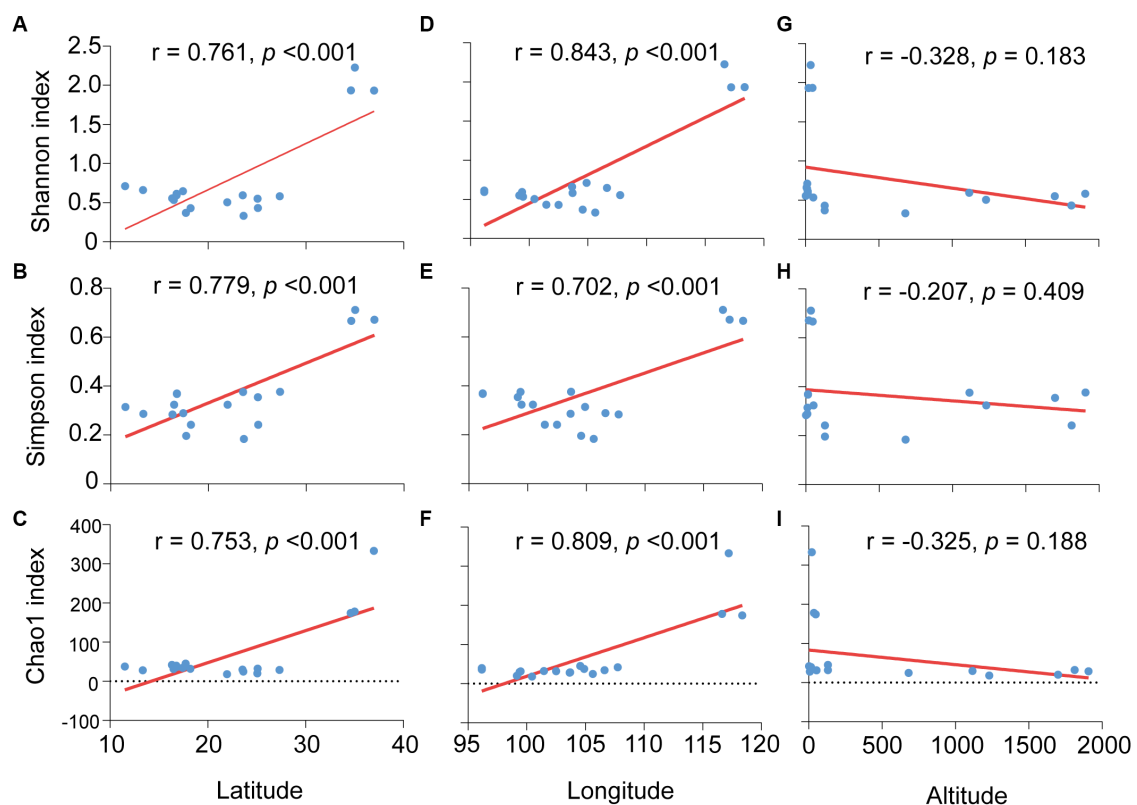 A
r = 0.761, p <0.001
2.5
2.0
1.5
1.0
0.5
0
Shannon index
D
r = 0.843, p <0.001
G
r = -0.328, p = 0.183
B
r = 0.779, p <0.001
0.8
0.6
0.4
0.2
0
Simpson index
E
r = 0.702, p <0.001
H
r = -0.207, p = 0.409
C
r = 0.753, p <0.001
400
300
200
100
0
-100
Chao1 index
10 20 30 40
Latitude
F
r = 0.809, p <0.001
95 100 105 110 115 120
Longitude
I
r = -0.325, p = 0.188
0 500 1000 1500 2000
Altitude